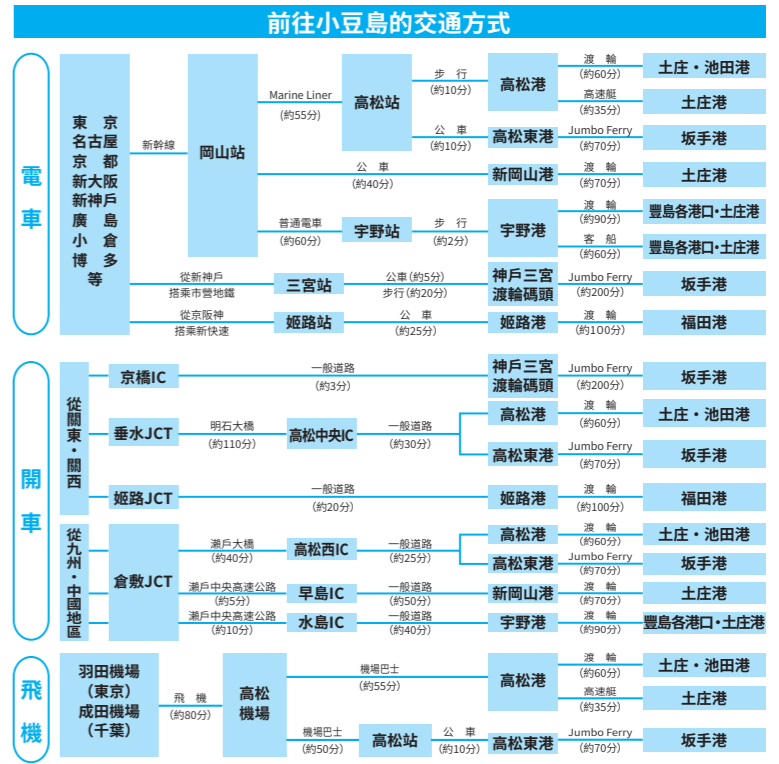 前往小豆島的交通方式
電車
東 京
名古屋
京 都
新大阪
新神戶
廣 島
小 倉
博 多
等
新幹線
岡山站
Marine Liner
(約55分)
高松站
步 行
(約10分)
高松港
渡 輪
(約60分)
土庄・池田港
高速艇
(約35分)
土庄港
公 車
(約10分)
高松東港
Jumbo Ferry
(約70分)
坂手港
公 車
(約40分)
新岡山港
渡 輪
(約70分)
土庄港
普通電車
(約60分)
宇野站
步 行
(約2分)
宇野港
渡 輪
(約90分)
豐島各港口・土庄港
客 船
(約60分)
豐島各港口・土庄港
從新神戶
搭乘市營地鐵
三宮站
公車(約5分)
步行(約20分)
神戶三宮
渡輪碼頭
Jumbo Ferry
(約200分)
坂手港
從京阪神
搭乘新快速
姬路站
公 車
(約25分)
姬路港
渡 輪
(約100分)
福田港
開車
從關東・關西
京橋IC
一般道路
(約3分)
神戶三宮
渡輪碼頭
Jumbo Ferry
(約200分)
坂手港
垂水JCT
明石大橋
(約110分)
高松中央IC
一般道路
(約30分)
高松港
渡 輪
(約60分)
土庄・池田港
高松東港
Jumbo Ferry
(約70分)
坂手港
姬路JCT
一般道路
(約20分)
姬路港
渡 輪
(約100分)
福田港
從九州・中國地區
倉敷JCT
瀨戶大橋
(約40分)
高松西IC
一般道路
(約25分)
高松港
渡 輪
(約60分)
土庄・池田港
高松東港
Jumbo Ferry
(約70分)
坂手港
瀨戶中央高速公路
(約5分)
早島IC
一般道路
(約50分)
新岡山港
渡 輪
(約70分)
土庄港
瀨戶中央高速公路
(約10分)
水島IC
一般道路
(約40分)
宇野港
渡 輪
(約90分)
豐島各港口・土庄港
飛機
羽田機場
(東京)
成田機場
(千葉)
飛 機
(約80分)
高松
機場
機場巴士
(約55分)
高松港
渡 輪
(約60分)
土庄・池田港
高速艇
(約35分)
土庄港
機場巴士
(約50分)
高松站
公 車
(約10分)
高松東港
Jumbo Ferry
(約70分)
坂手港